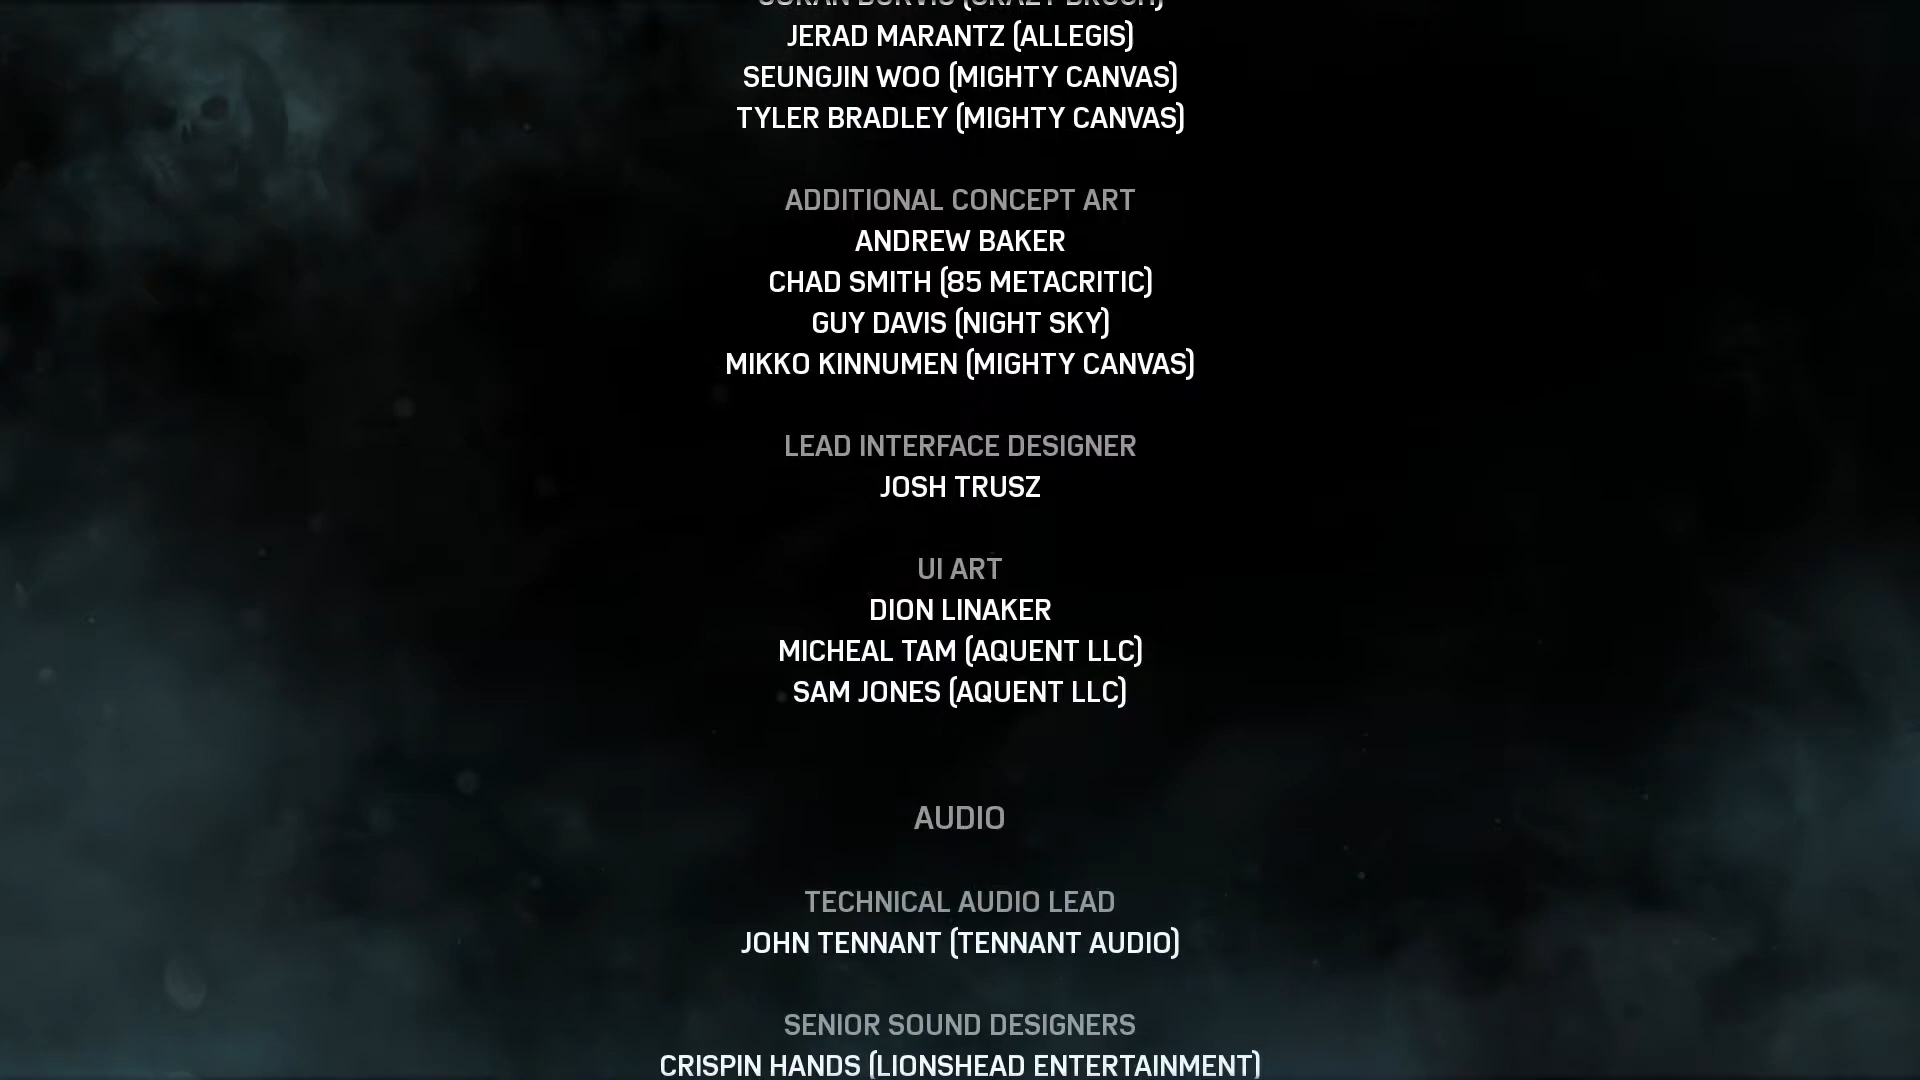 JERAD MARANTZ (ALLEGIS)
SEUNGJIN WOO (MIGHTY CANVAS)
TYLER BRADLEY (MIGHTY CANVAS)
ADDITIONAL CONCEPT ART
ANDREW BAKER
CHAD SMITH (85 METACRITIC)
GUY DAVIS (NIGHT SKY)
MIKKO KINNUMEN (MIGHTY CANVAS)
LEAD INTERFACE DESIGNER
JOSH TRUSZ
UI ART
DION LINAKER
MICHEAL TAM (AQUENT LLC)
SAM JONES (AQUENT LLC)
AUDIO
TECHNICAL AUDIO LEAD
JOHN TENNANT (TENNANT AUDIO)
SENIOR SOUND DESIGNERS
CRISPIN HANDS (LIONSHEAD ENTERTAINMENT)